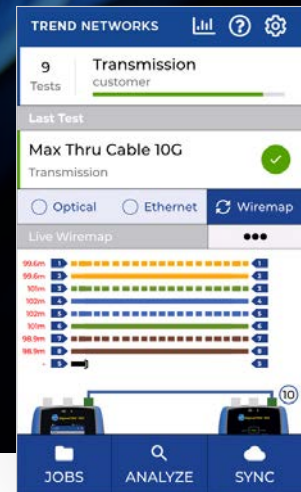 TREND NETWORKS
9 Transmission
Tests customer
Last Test
Max Thru Cable 10G
Transmission
Optical Ethernet Wiremap
Live Wiremap
99.6m 1 1
99.6m 2 2
101m 3 3
102m 4 4
102m 5 5
101m 6 6
98.9m 7 7
98.9m 8 8
- S S
10
JOBS ANALYZE SYNC